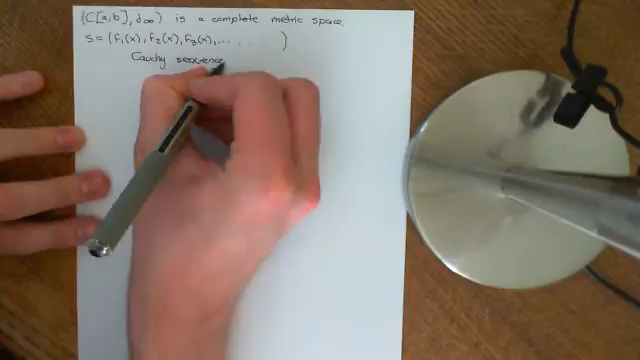 (C[a,b], d∞) is a complete metric space.
S = (f₁(x), f₂(x), f₃(x), ... . . . )
Cauchy sequence